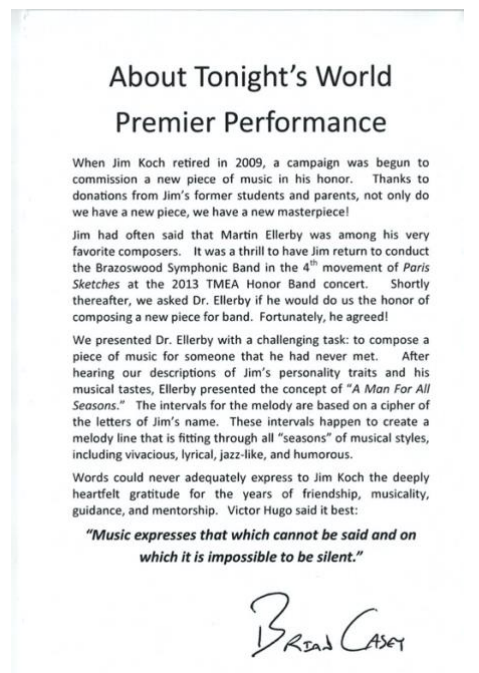 About Tonight's World
Premier Performance
When Jim Koch retired in 2009, a campaign was begun to
commission a new piece of music in his honor. Thanks to
donations from Jim's former students and parents, not only do
we have a new piece, we have a new masterpiece!
Jim had often said that Martin Ellerby was among his very
favorite composers. It was a thrill to have Jim return to conduct
the Brazoswood Symphonic Band in the 4th movement of Paris
Sketches at the 2013 TMEA Honor Band concert. Shortly
thereafter, we asked Dr. Ellerby if he would do us the honor of
composing a new piece for band. Fortunately, he agreed!
We presented Dr. Ellerby with a challenging task: to compose a
piece of music for someone that he had never met. After
hearing our descriptions of Jim's personality traits and his
musical tastes, Ellerby presented the concept of "A Man For All
Seasons." The intervals for the melody are based on a cipher of
the letters of Jim's name. These intervals happen to create a
melody line that is fitting through all "seasons" of musical styles,
including vivacious, lyrical, jazz-like, and humorous.
Words could never adequately express to Jim Koch the deeply
heartfelt gratitude for the years of friendship, musicality,
guidance, and mentorship. Victor Hugo said it best:
"Music expresses that which cannot be said and on
which it is impossible to be silent."
Brian Casey